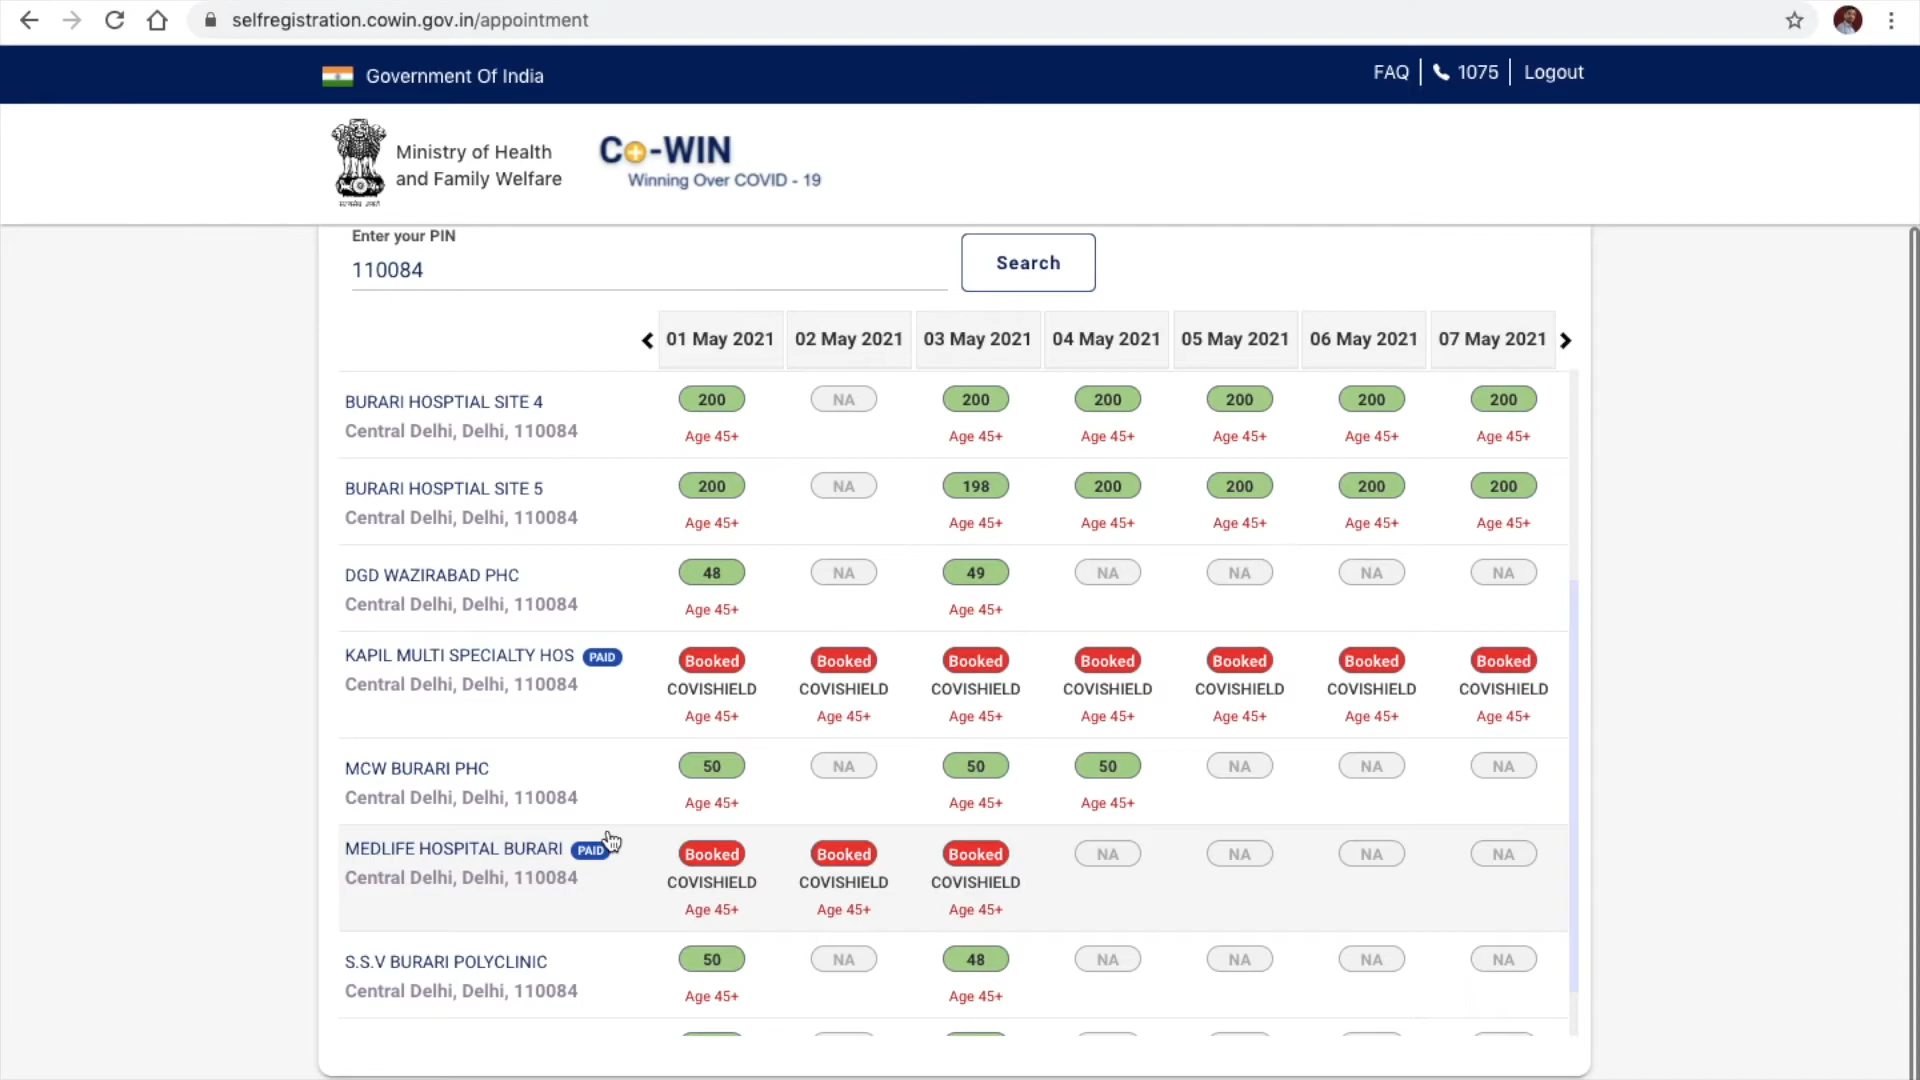 selfregistration.cowin.gov.in/appointment
Government Of India
FAQ | 1075 | Logout
Ministry of Health
and Family Welfare
Co-WIN
Winning Over COVID - 19
Enter your PIN
110084
Search
01 May 2021 02 May 2021 03 May 2021 04 May 2021 05 May 2021 06 May 2021 07 May 2021
BURARI HOSPTIAL SITE 4 200 NA 200 200 200 200 200
Central Delhi, Delhi, 110084 Age 45+ Age 45+ Age 45+ Age 45+ Age 45+ Age 45+
BURARI HOSPTIAL SITE 5 200 NA 198 200 200 200 200
Central Delhi, Delhi, 110084 Age 45+ Age 45+ Age 45+ Age 45+ Age 45+ Age 45+
DGD WAZIRABAD PHC 48 NA 49 NA NA NA NA
Central Delhi, Delhi, 110084 Age 45+ Age 45+
KAPIL MULTI SPECIALTY HOS PAID Booked Booked Booked Booked Booked Booked Booked
Central Delhi, Delhi, 110084 COVISHIELD COVISHIELD COVISHIELD COVISHIELD COVISHIELD COVISHIELD COVISHIELD
Age 45+ Age 45+ Age 45+ Age 45+ Age 45+ Age 45+ Age 45+
MCW BURARI PHC 50 NA 50 50 NA NA NA
Central Delhi, Delhi, 110084 Age 45+ Age 45+ Age 45+
MEDLIFE HOSPITAL BURARI PAID Booked Booked Booked NA NA NA NA
Central Delhi, Delhi, 110084 COVISHIELD COVISHIELD COVISHIELD
Age 45+ Age 45+ Age 45+
S.S.V BURARI POLYCLINIC 50 NA 48 NA NA NA NA
Central Delhi, Delhi, 110084 Age 45+ Age 45+